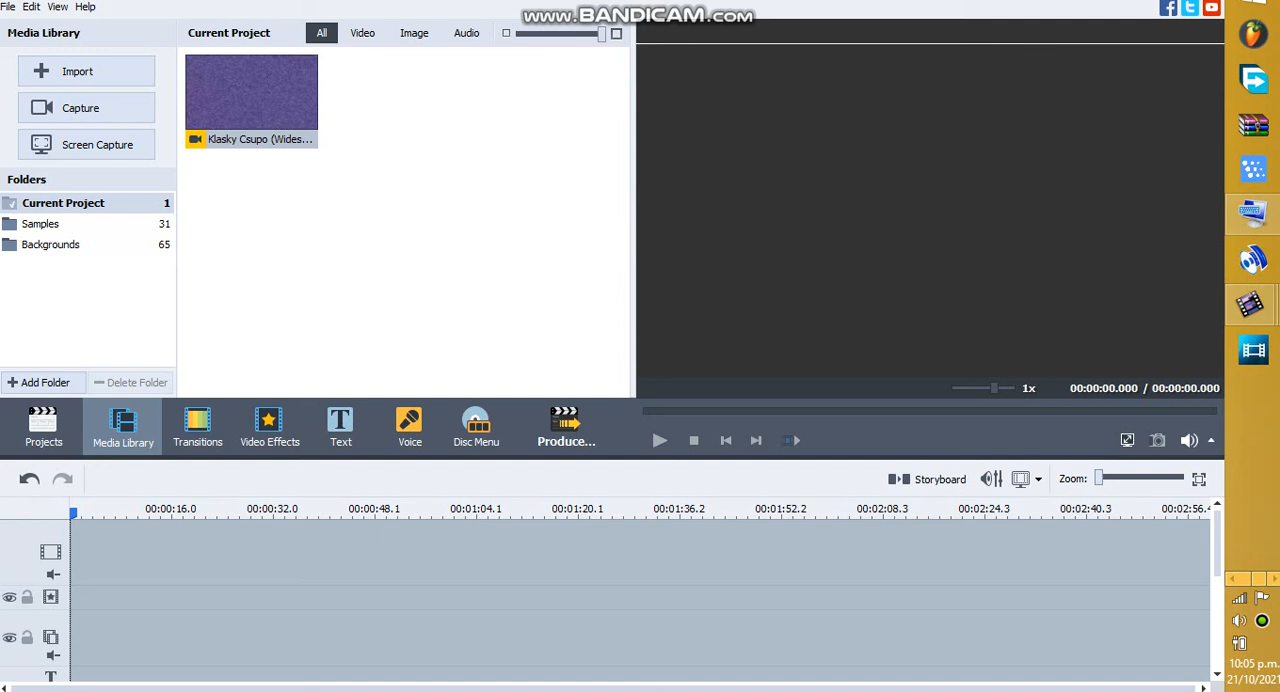 File Edit View Help
www.BANDICAM.com
Media Library
Current Project
All
Video
Image
Audio
Import
Capture
Screen Capture
Klasky Csupo (Wides...
Folders
Current Project 1
Samples 31
Backgrounds 65
Add Folder
Delete Folder
1x
00:00:00.000 / 00:00:00.000
Projects
Media Library
Transitions
Video Effects
Text
Voice
Disc Menu
Produce...
Storyboard
Zoom:
00:00:16.0 00:00:32.0 00:00:48.1 00:01:04.1 00:01:20.1 00:01:36.2 00:01:52.2 00:02:08.3 00:02:24.3 00:02:40.3 00:02:56.4
10:05 p.m.
21/10/2021